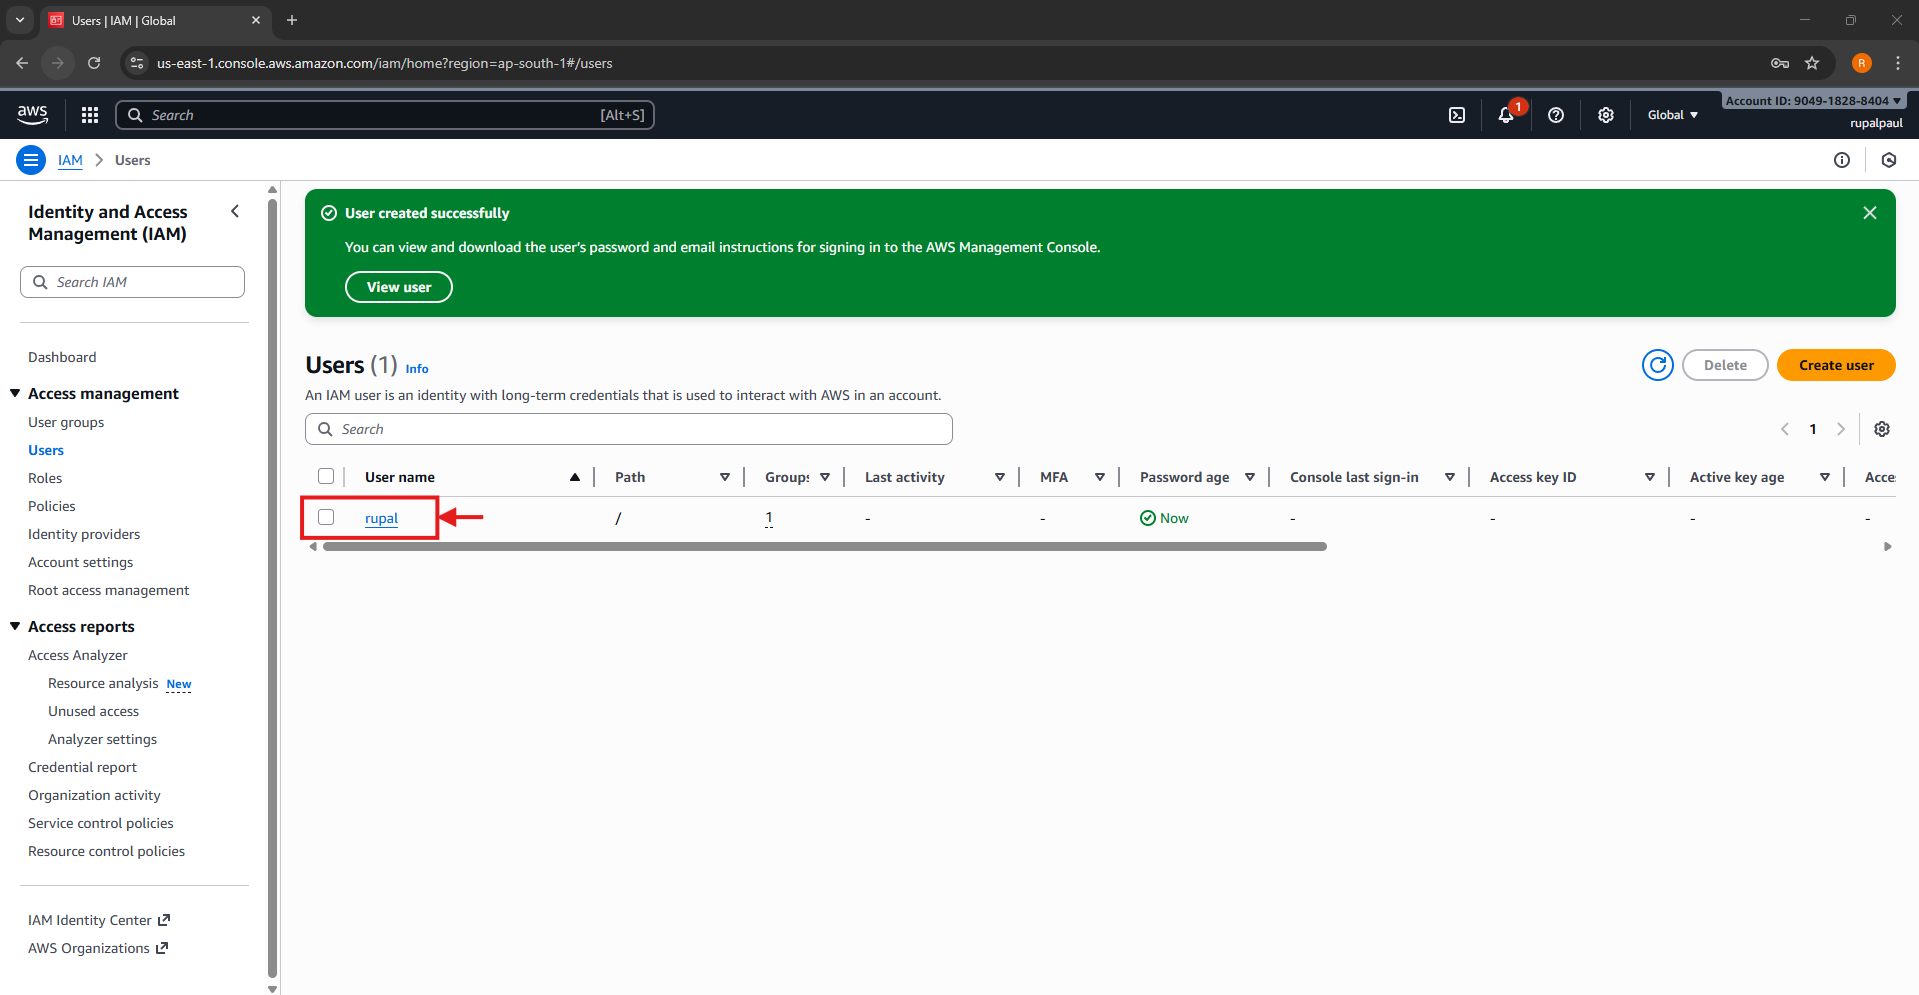 Users | IAM | Global
us-east-1.console.aws.amazon.com/iam/home?region=ap-south-1#/users
R
aws
Search
[Alt+S]
1
Global
Account ID: 9049-1828-8404
rupalpaul
IAM
Users
Identity and Access
Management (IAM)
Search IAM
Dashboard
Access management
User groups
Users
Roles
Policies
Identity providers
Account settings
Root access management
Access reports
Access Analyzer
Resource analysis New
Unused access
Analyzer settings
Credential report
Organization activity
Service control policies
Resource control policies
IAM Identity Center
AWS Organizations
User created successfully
You can view and download the user's password and email instructions for signing in to the AWS Management Console.
View user
Users (1) Info
Delete
Create user
An IAM user is an identity with long-term credentials that is used to interact with AWS in an account.
Search
1
User name Path Groups Last activity MFA Password age Console last sign-in Access key ID Active key age Acce
rupal / 1 - - Now - - - -